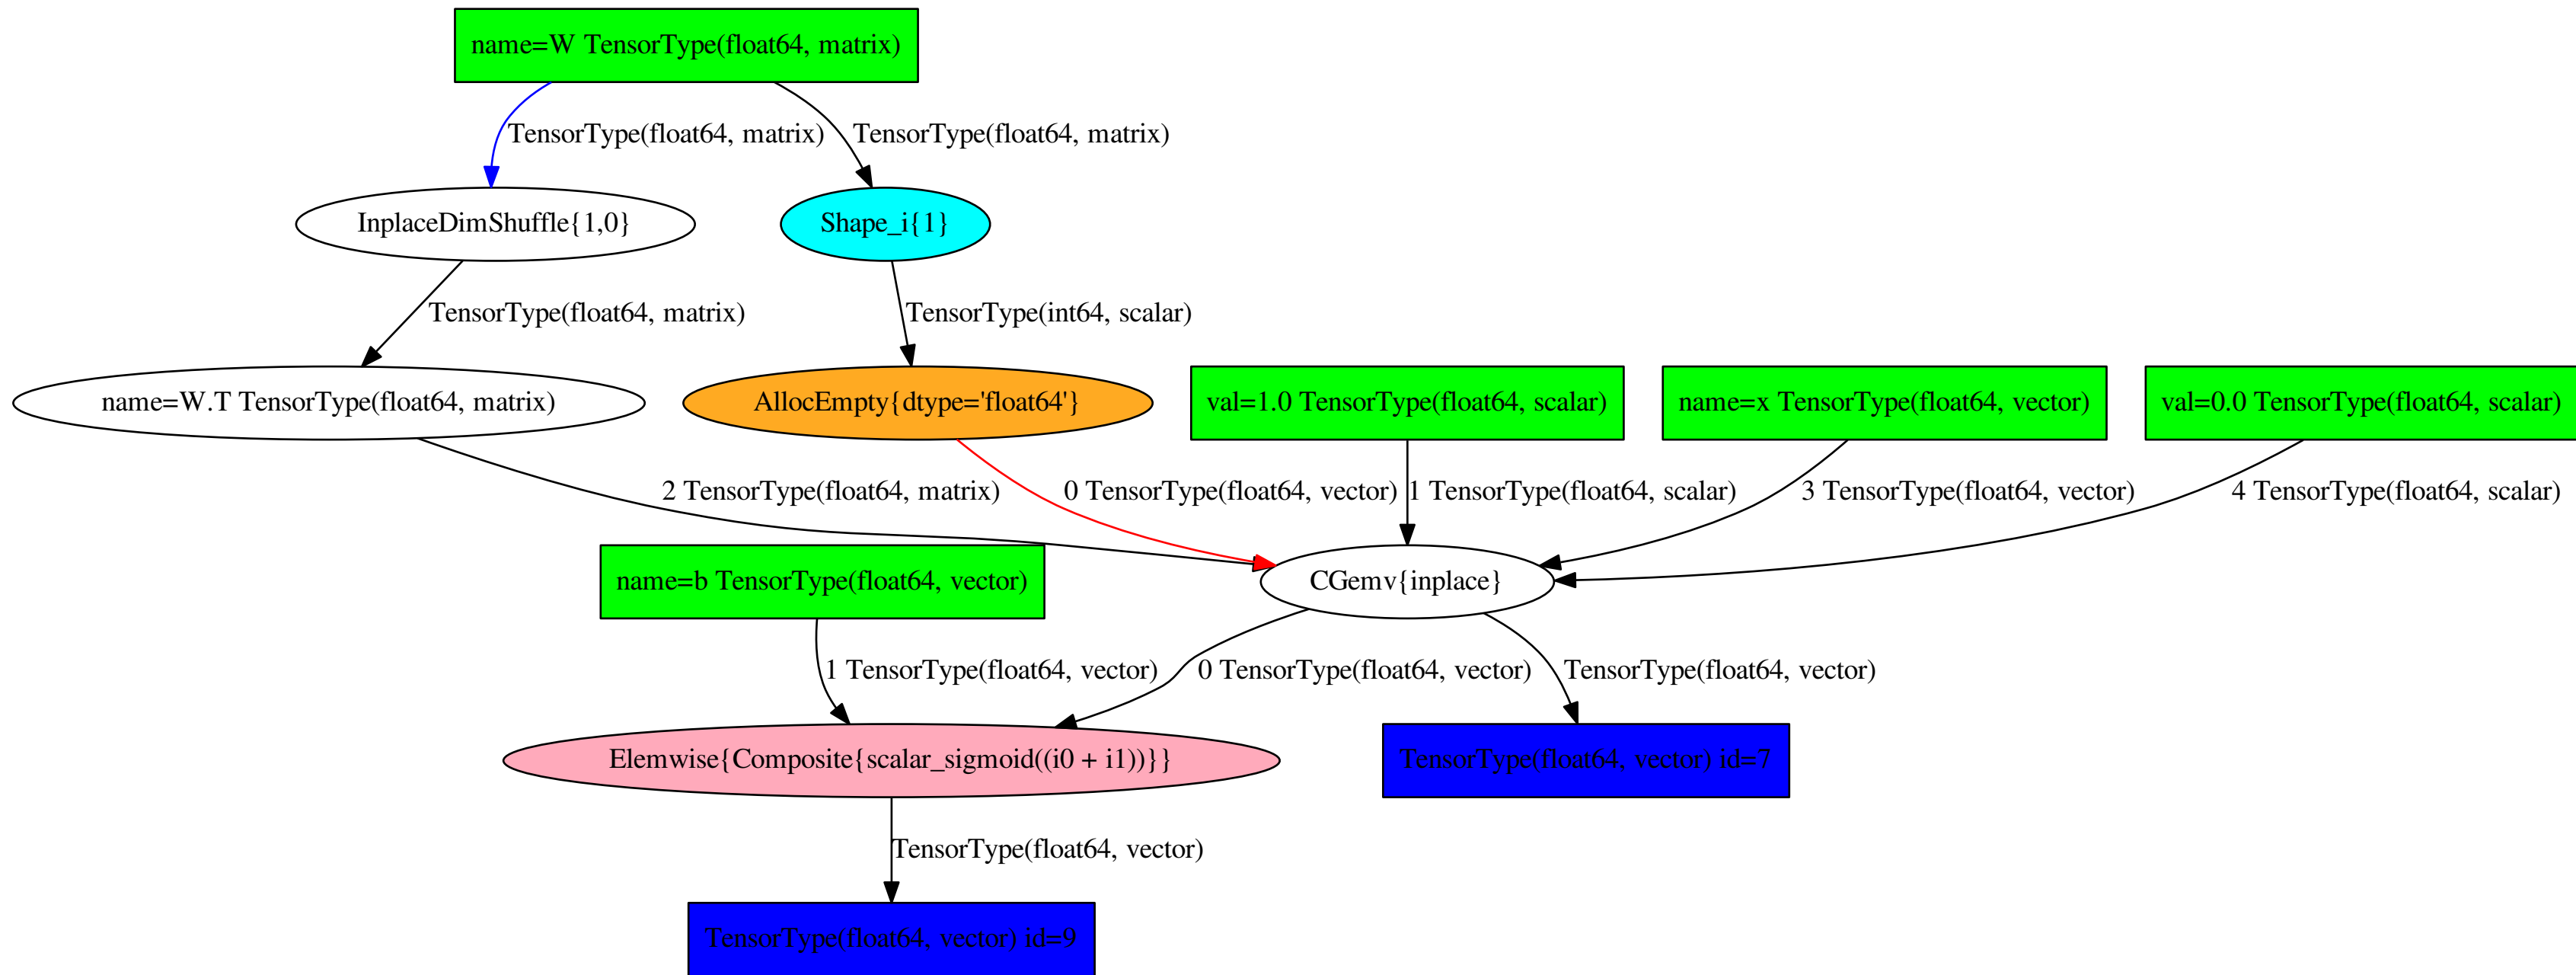 name=W TensorType(float64, matrix)
TensorType(float64, matrix)
TensorType(float64, matrix)
InplaceDimShuffle{1,0}
Shape_i{1}
TensorType(float64, matrix)
TensorType(int64, scalar)
name=W.T TensorType(float64, matrix)
AllocEmpty{dtype='float64'}
val=1.0 TensorType(float64, scalar)
name=x TensorType(float64, vector)
val=0.0 TensorType(float64, scalar)
2 TensorType(float64, matrix)
0 TensorType(float64, vector)
1 TensorType(float64, scalar)
3 TensorType(float64, vector)
4 TensorType(float64, scalar)
name=b TensorType(float64, vector)
CGemv{inplace}
1 TensorType(float64, vector)
0 TensorType(float64, vector)
TensorType(float64, vector)
Elemwise{Composite{scalar_sigmoid((i0 + i1))}}
TensorType(float64, vector) id=7
TensorType(float64, vector)
TensorType(float64, vector) id=9